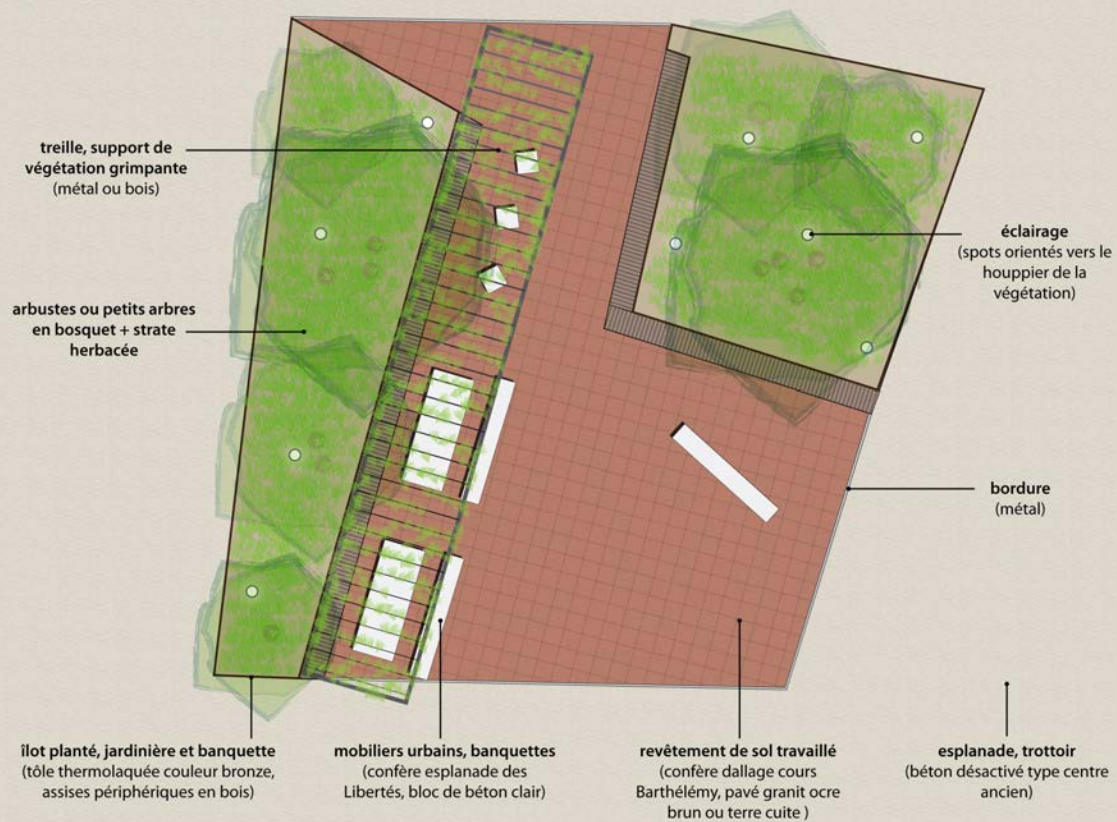 treille, support de
végétation grimpante
(métal ou bois)
arbustes ou petits arbres
en bosquet + strate
herbacée
éclairage
(spots orientés vers le
houppier de la
végétation)
bordure
(métal)
îlot planté, jardinière et banquette
(tôle thermolaquée couleur bronze,
assises périphériques en bois)
mobiliers urbains, banquettes
(confère esplanade des
Libertés, bloc de béton clair)
revêtement de sol travaillé
(confère dallage cours
Barthélémy, pavé granit ocre
brun ou terre cuite )
esplanade, trottoir
(béton désactivé type centre
ancien)